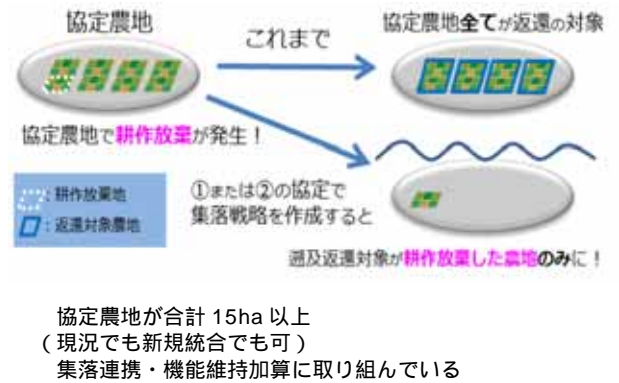 協定農地
これまで
協定農地全てが返還の対象
協定農地で耕作放棄が発生！
：耕作放棄地
：返還対象農地
①または②の協定で
集落戦略を作成すると
遡及返還対象が耕作放棄した農地のみに！
協定農地が合計 15ha 以上
（現況でも新規統合でも可）
集落連携・機能維持加算に取り組んでいる